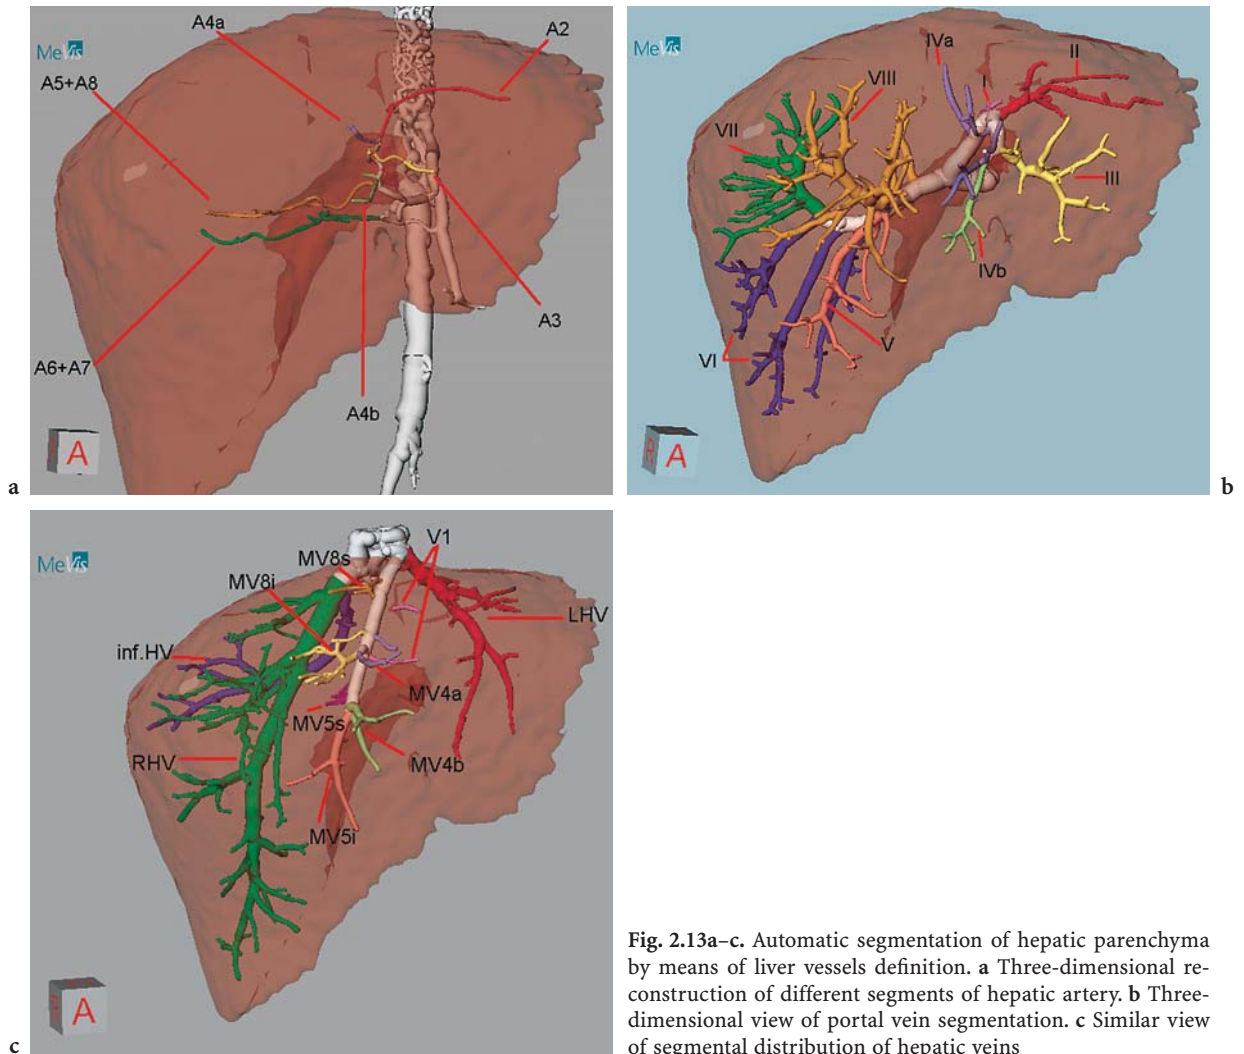 MeVis
A4a
A2
A5+A8
A6+A7
A4b
A3
A
a
MeVis
IVa
II
VIII
I
VII
III
IVb
V
VI
R
A
b
MeVis
V1
MV8s
MV8i
LHV
inf.HV
MV4a
MV5s
RHV
MV4b
MV5i
A
c
Fig. 2.13a–c. Automatic segmentation of hepatic parenchyma
by means of liver vessels definition. a Three-dimensional re-
construction of different segments of hepatic artery. b Three-
dimensional view of portal vein segmentation. c Similar view
of segmental distribution of hepatic veins